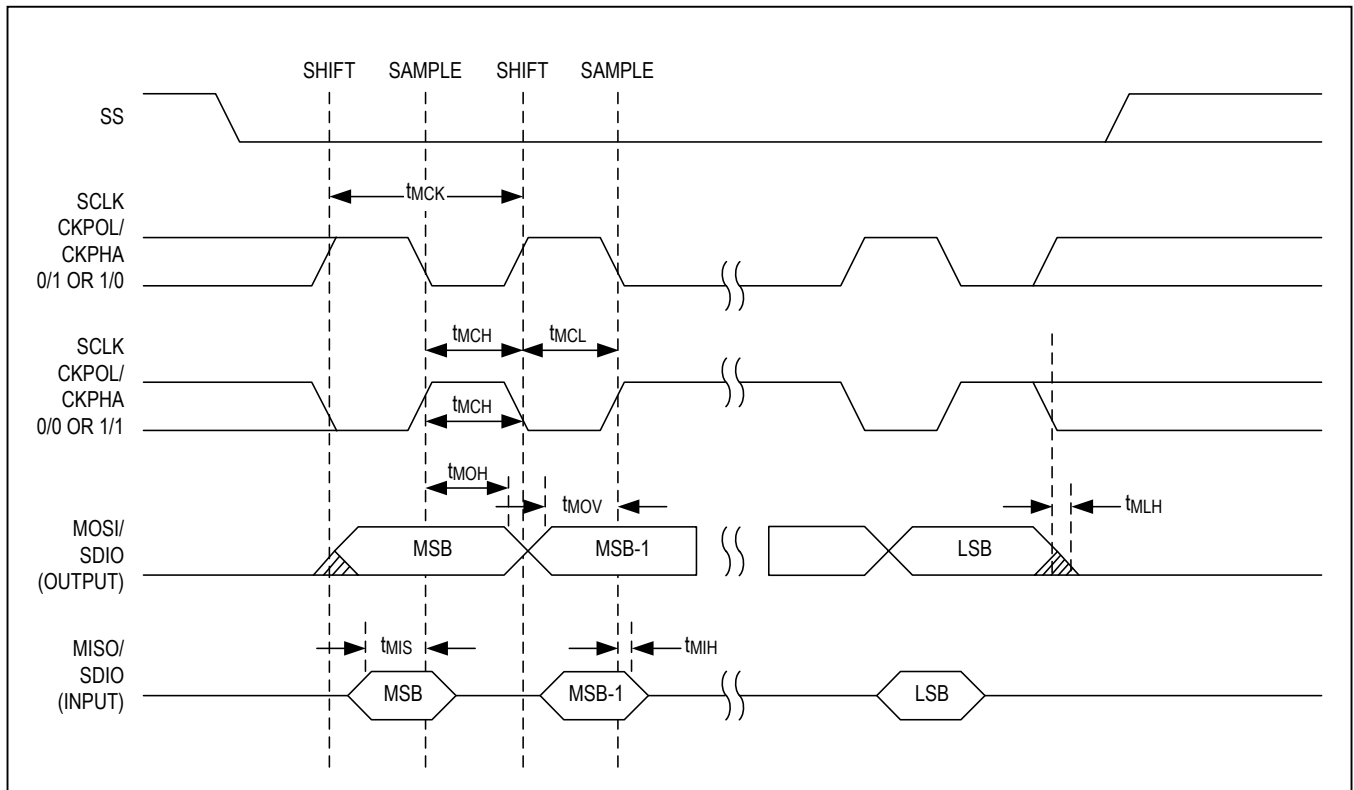 SHIFT SAMPLE SHIFT SAMPLE
SS
tMCK
SCLK
CKPOL/
CKPHA
0/1 OR 1/0
tMCH tMCL
SCLK
CKPOL/
CKPHA
0/0 OR 1/1
tMCH
tMOH
tMOV
tMLH
MOSI/
SDIO
(OUTPUT)
MSB MSB-1 LSB
tMIS
tMIH
MISO/
SDIO
(INPUT)
MSB MSB-1 LSB